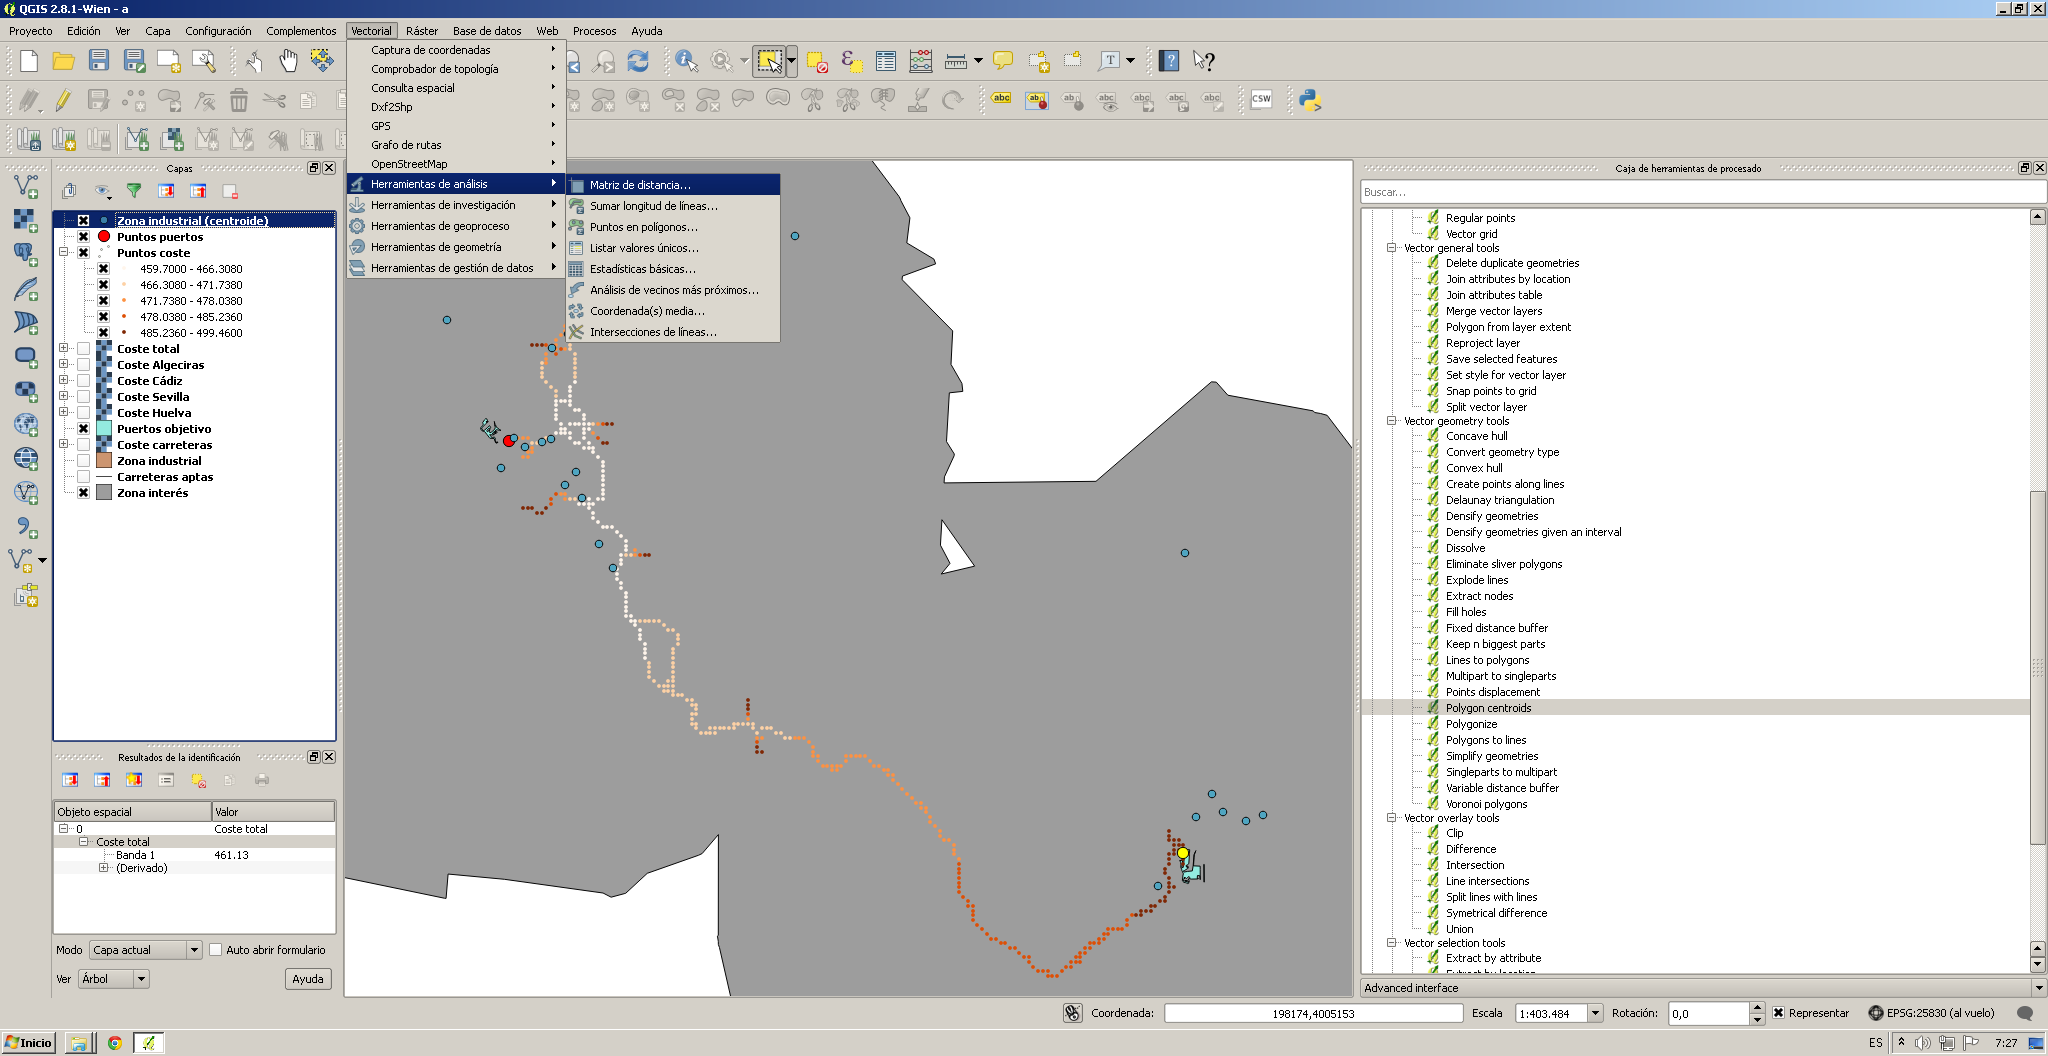 QGIS 2.8.1-Wien - a
Proyecto Edición Ver Capa Configuración Complementos Vectorial Ráster Base de datos Web Procesos Ayuda
Captura de coordenadas
Comprobador de topología
Consulta espacial
Dxf2Shp
GPS
Grafo de rutas
OpenStreetMap
Herramientas de análisis
Herramientas de investigación
Herramientas de geoproceso
Herramientas de geometría
Herramientas de gestión de datos
Matriz de distancia...
Sumar longitud de líneas...
Puntos en polígonos...
Listar valores únicos...
Estadísticas básicas...
Análisis de vecinos más próximos...
Coordenada(s) media...
Intersecciones de líneas...
T
abc abc abc abc abc abc abc CSW
Capas
Zona industrial (centroide)
Puntos puertos
Puntos coste
459.7000 - 466.3080
466.3080 - 471.7380
471.7380 - 478.0380
478.0380 - 485.2360
485.2360 - 499.4600
Coste total
Coste Algeciras
Coste Cádiz
Coste Sevilla
Coste Huelva
Puertos objetivo
Coste carreteras
Zona industrial
Carreteras aptas
Zona interés
Resultados de la identificación
Objeto espacial Valor
0 Coste total
Coste total
Banda 1 461.13
(Derivado)
Modo Capa actual Auto abrir formulario
Ver Árbol Ayuda
Caja de herramientas de procesado
Buscar...
Regular points
Vector grid
Vector general tools
Delete duplicate geometries
Join attributes by location
Join attributes table
Merge vector layers
Polygon from layer extent
Reproject layer
Save selected features
Set style for vector layer
Snap points to grid
Split vector layer
Vector geometry tools
Concave hull
Convert geometry type
Convex hull
Create points along lines
Delaunay triangulation
Densify geometries
Densify geometries given an interval
Dissolve
Eliminate sliver polygons
Explode lines
Extract nodes
Fill holes
Fixed distance buffer
Keep n biggest parts
Lines to polygons
Multipart to singleparts
Points displacement
Polygon centroids
Polygonize
Polygons to lines
Simplify geometries
Singleparts to multipart
Variable distance buffer
Voronoi polygons
Vector overlay tools
Clip
Difference
Intersection
Line intersections
Split lines with lines
Symetrical difference
Union
Vector selection tools
Extract by attribute
Extract by location
Advanced interface
Coordenada: 198174,4005153 Escala 1:403.484 Rotación: 0,0 Representar EPSG:25830 (al vuelo)
Inicio ES 7:27